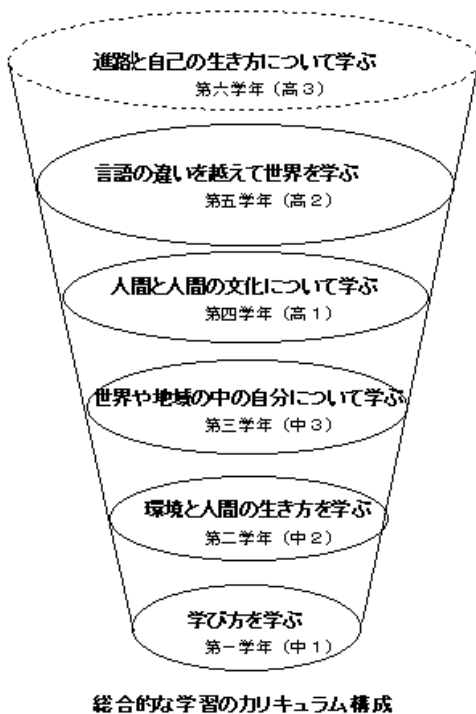 進路と自己の生き方について学ぶ
第六学年（高３）
言語の違いを越えて世界を学ぶ
第五学年（高２）
人間と人間の文化について学ぶ
第四学年（高１）
世界や地域の中の自分について学ぶ
第三学年（中３）
環境と人間の生き方を学ぶ
第二学年（中２）
学び方を学ぶ
第一学年（中１）
総合的な学習のカリキュラム構成